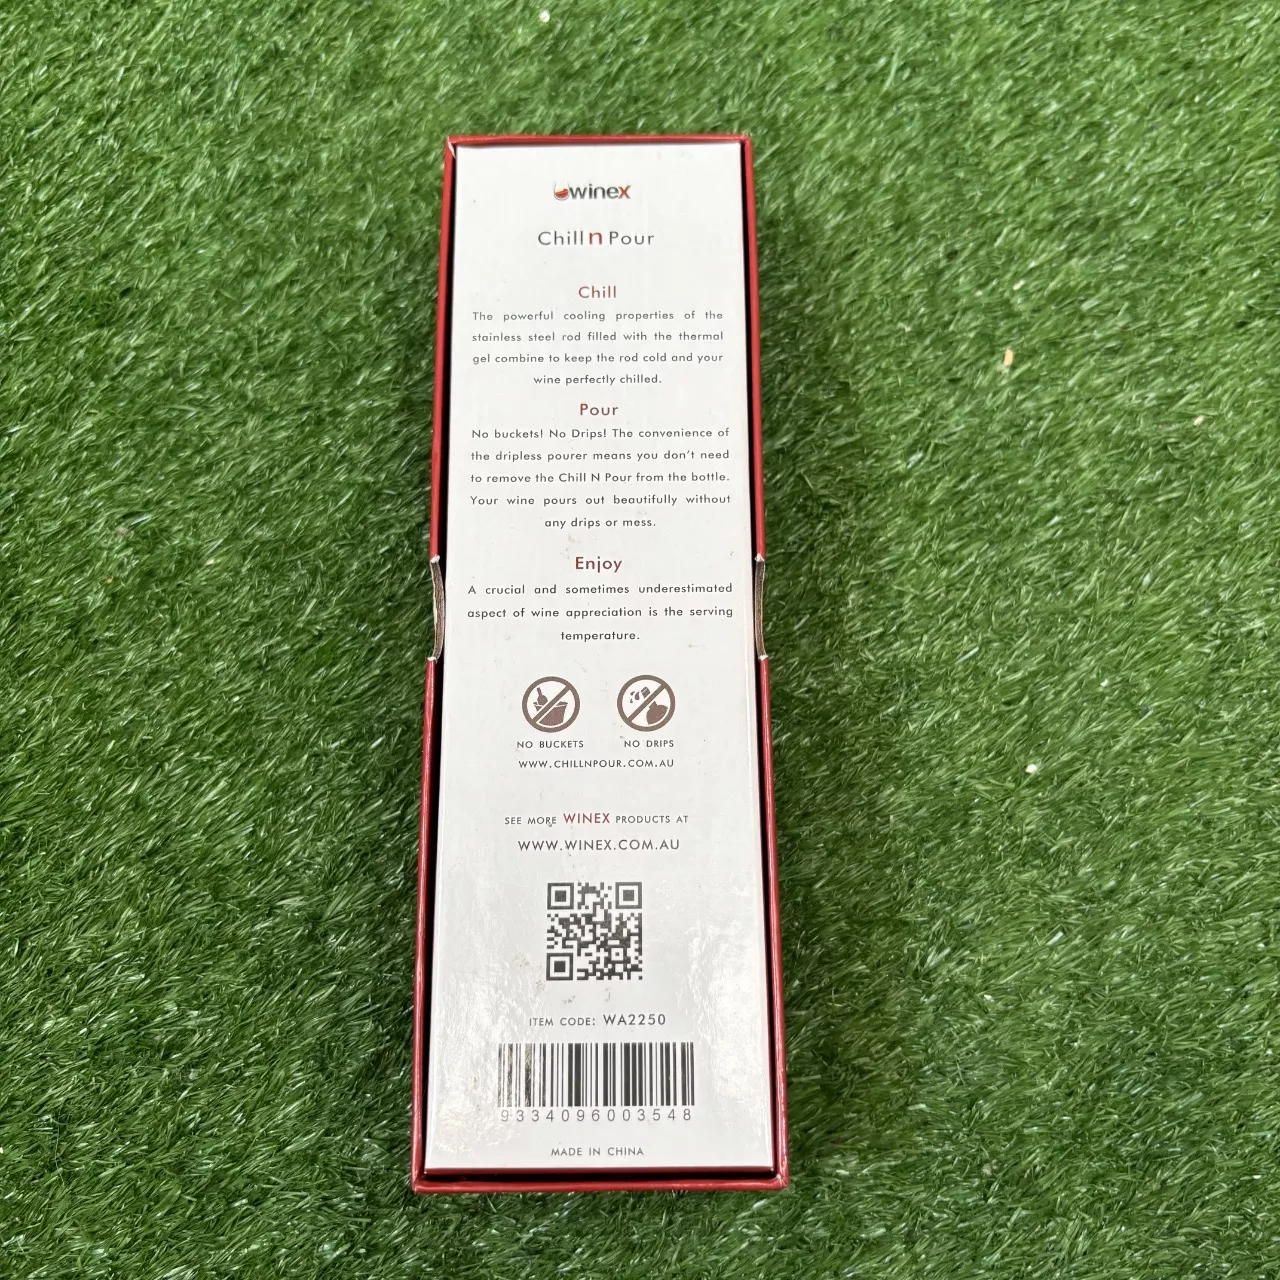 winex
Chill n Pour
Chill
The powerful cooling properties of the
stainless steel rod filled with the thermal
gel combine to keep the rod cold and your
wine perfectly chilled.
Pour
No buckets! No Drips! The convenience of
the dripless pourer means you don't need
to remove the Chill N Pour from the bottle.
Your wine pours out beautifully without
any drips or mess.
Enjoy
A crucial and sometimes underestimated
aspect of wine appreciation is the serving
temperature.
NO BUCKETS NO DRIPS
WWW.CHILLNPOUR.COM.AU
SEE MORE WINEX PRODUCTS AT
WWW.WINEX.COM.AU
ITEM CODE: WA2250
9334096003548
MADE IN CHINA